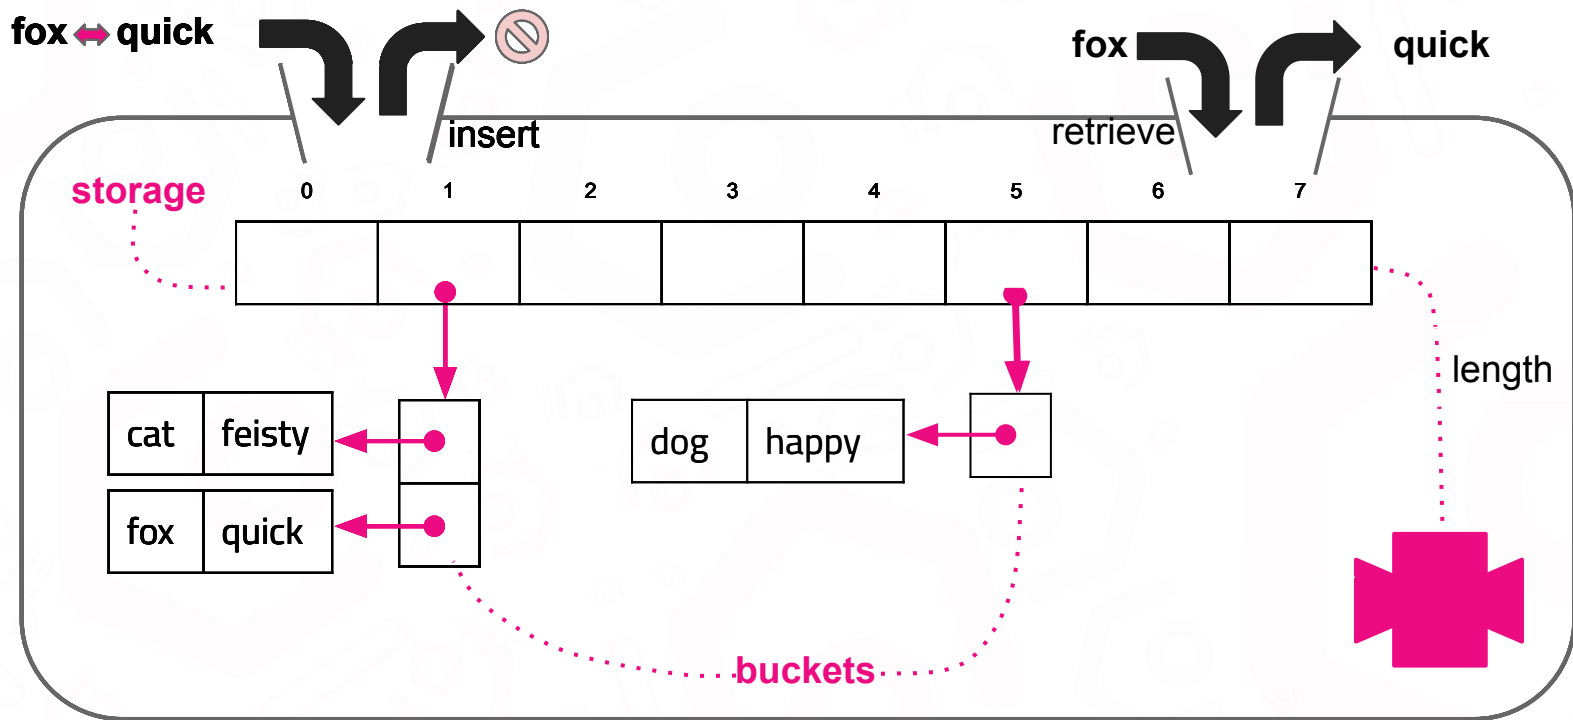 fox quick
fox quick
insert
retrieve
storage
0 1 2 3 4 5 6 7
length
cat feisty
dog happy
fox quick
buckets